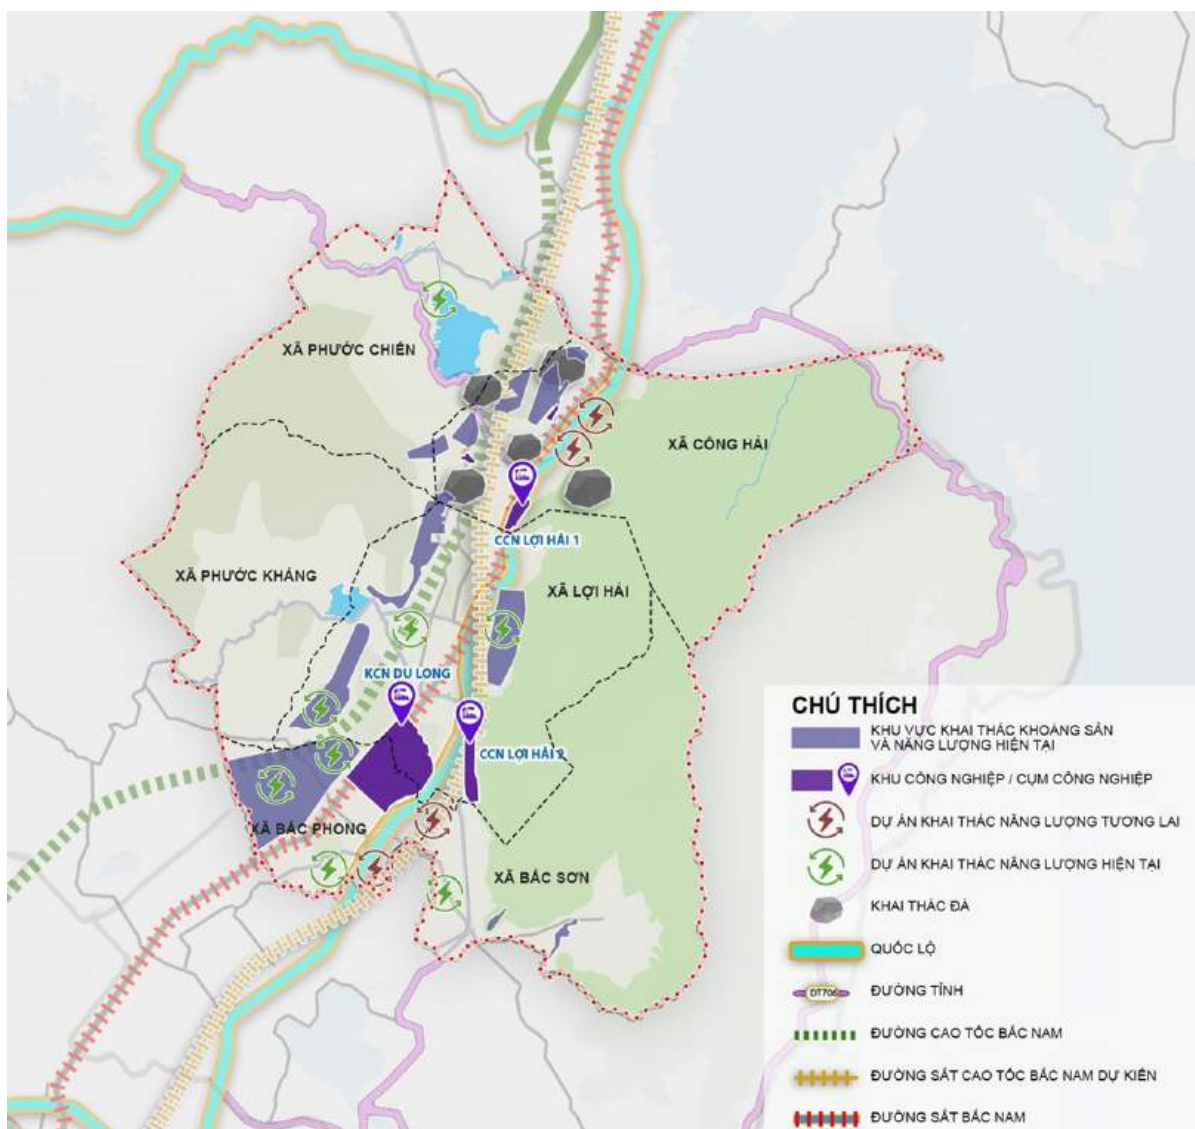 XÃ PHƯỚC CHIẾN
XÃ CÔNG HẢI
CCN LỢI HẢI 1
XÃ PHƯỚC KHÁNG
XÃ LỢI HẢI
KCN DU LONG
CCN LỢI HẢI 2
XÃ BẮC PHONG
XÃ BẮC SƠN
CHÚ THÍCH
KHU VỰC KHAI THÁC KHOÁNG SẢN
VÀ NĂNG LƯỢNG HIỆN TẠI
KHU CÔNG NGHIỆP / CỤM CÔNG NGHIỆP
DỰ ÁN KHAI THÁC NĂNG LƯỢNG TƯƠNG LAI
DỰ ÁN KHAI THÁC NĂNG LƯỢNG HIỆN TẠI
KHAI THÁC ĐÁ
QUỐC LỘ
ĐT706
ĐƯỜNG TỈNH
ĐƯỜNG CAO TỐC BẮC NAM
ĐƯỜNG SẮT CAO TỐC BẮC NAM DỰ KIẾN
ĐƯỜNG SẮT BẮC NAM